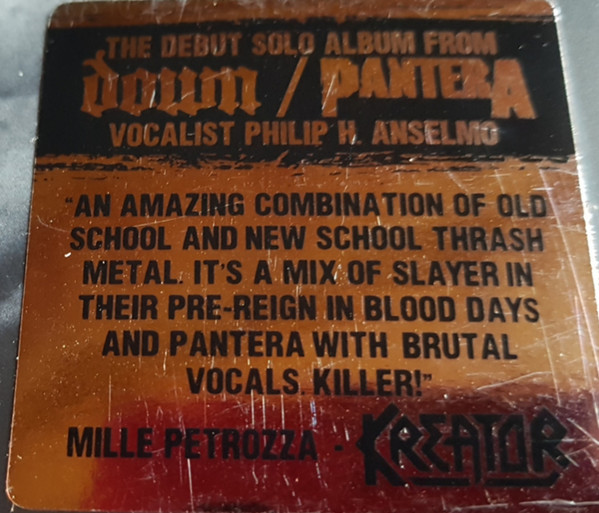 THE DEBUT SOLO ALBUM FROM
down / PANTERA
VOCALIST PHILIP H. ANSELMO
"AN AMAZING COMBINATION OF OLD
SCHOOL AND NEW SCHOOL THRASH
METAL. IT'S A MIX OF SLAYER IN
THEIR PRE-REIGN IN BLOOD DAYS
AND PANTERA WITH BRUTAL
VOCALS. KILLER!"
MILLE PETROZZA - KREATOR